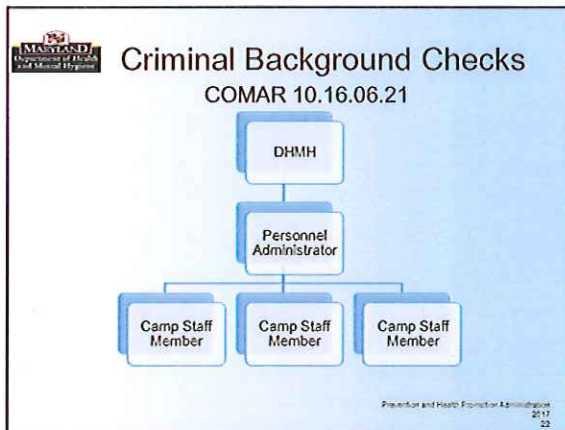 MARYLAND
Department of Health
and Mental Hygiene
Criminal Background Checks
COMAR 10.16.06.21
DHMH
Personnel
Administrator
Camp Staff
Member
Camp Staff
Member
Camp Staff
Member
Prevention and Health Promotion Administration
2017
22